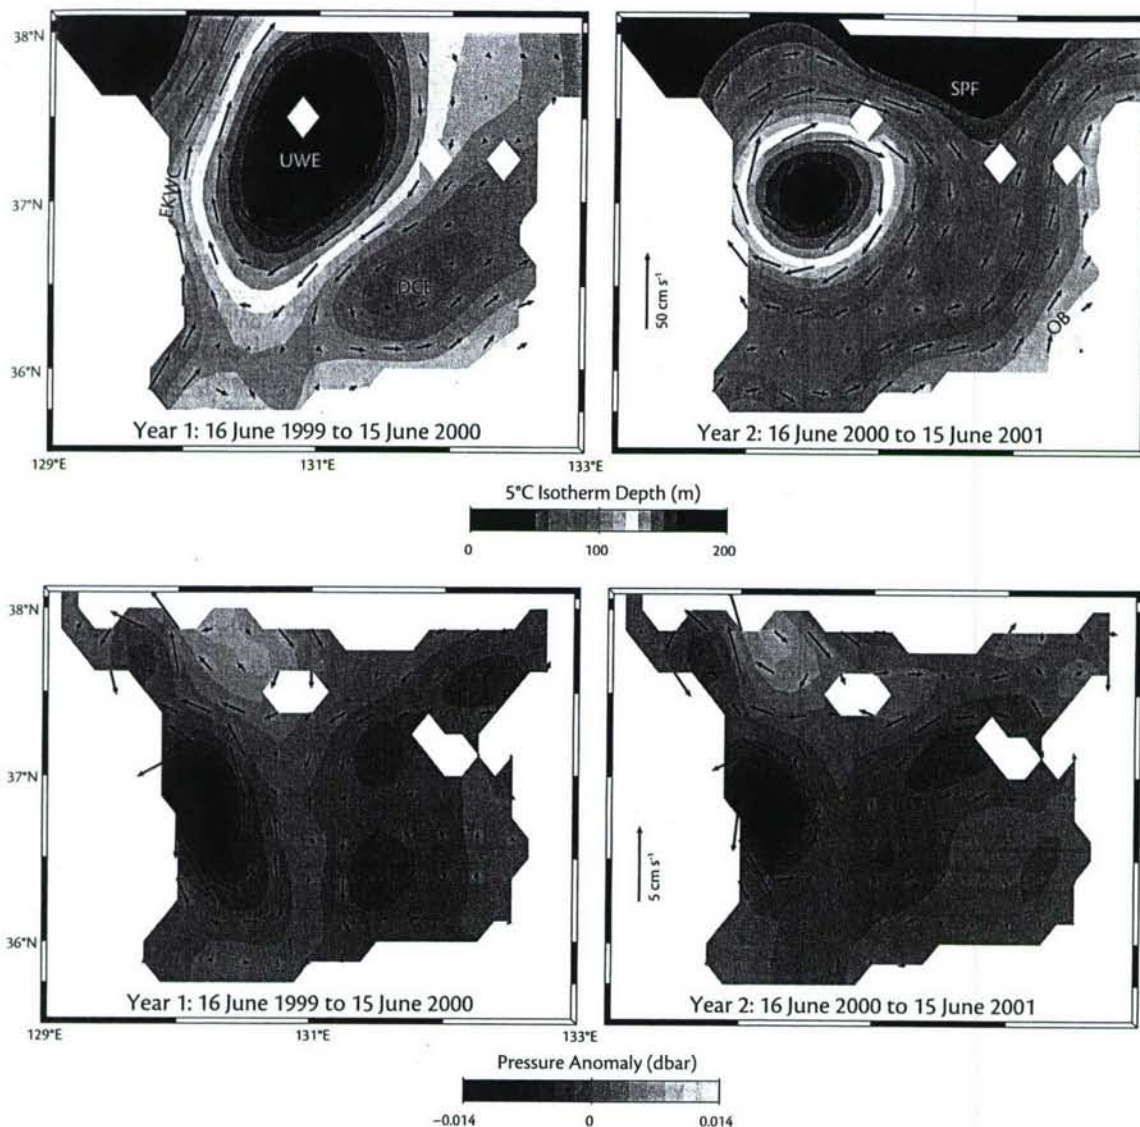 38°N
37°N
36°N
UWE
EKWC
DCE
Year 1: 16 June 1999 to 15 June 2000
129°E
131°E
133°E
SPF
OB
50 cm s⁻¹
Year 2: 16 June 2000 to 15 June 2001
5°C Isotherm Depth (m)
0
100
200
38°N
37°N
36°N
Year 1: 16 June 1999 to 15 June 2000
129°E
131°E
133°E
5 cm s⁻¹
Year 2: 16 June 2000 to 15 June 2001
Pressure Anomaly (dbar)
−0.014
0
0.014